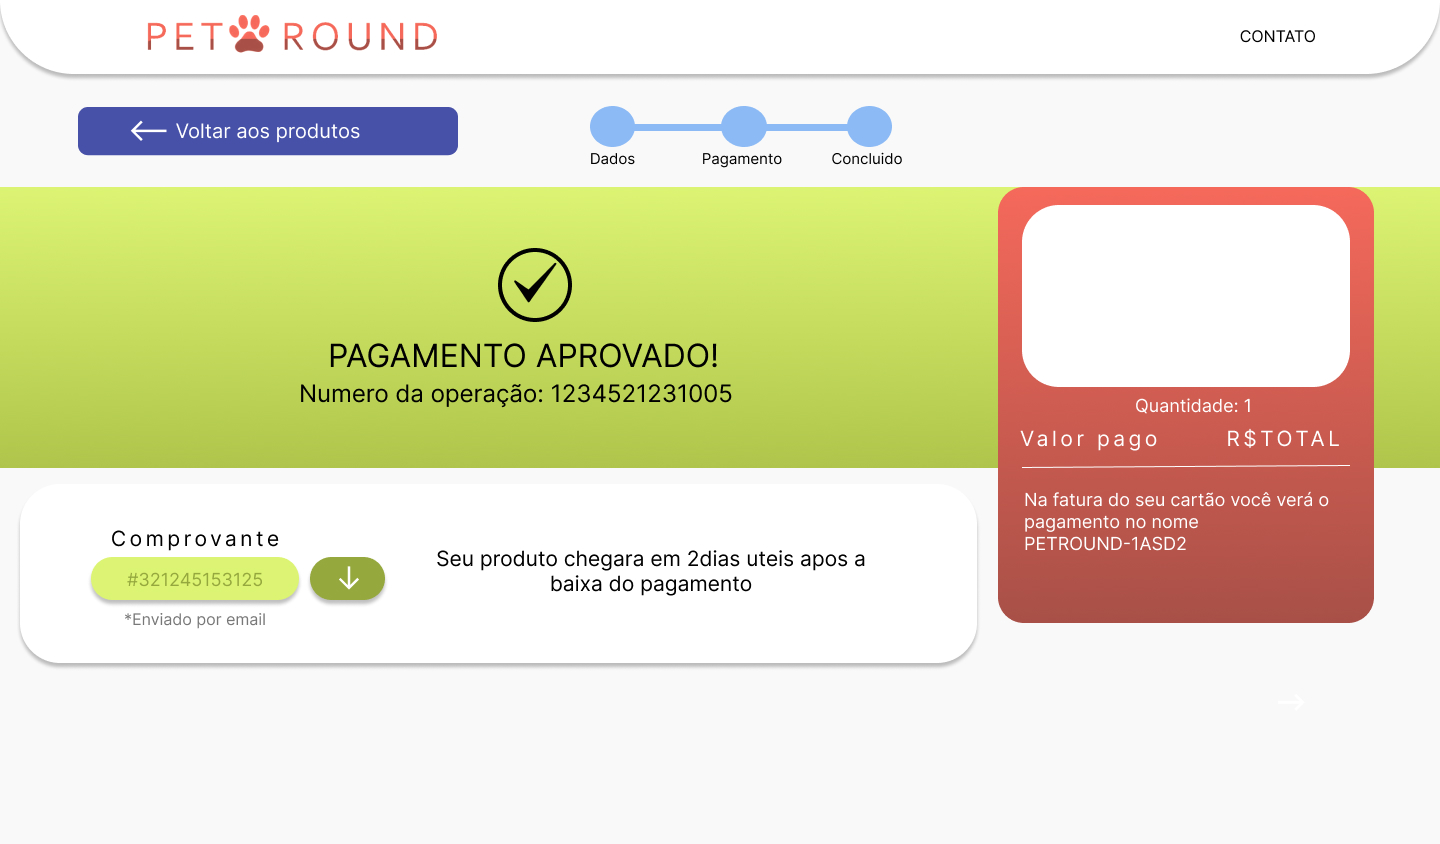 PET ROUND
CONTATO
Voltar aos produtos
Dados
Pagamento
Concluido
PAGAMENTO APROVADO!
Numero da operação: 1234521231005
Quantidade: 1
Valor pago R$TOTAL
Na fatura do seu cartão você verá o
pagamento no nome
PETROUND-1ASD2
Comprovante
#321245153125
*Enviado por email
Seu produto chegara em 2dias uteis apos a
baixa do pagamento